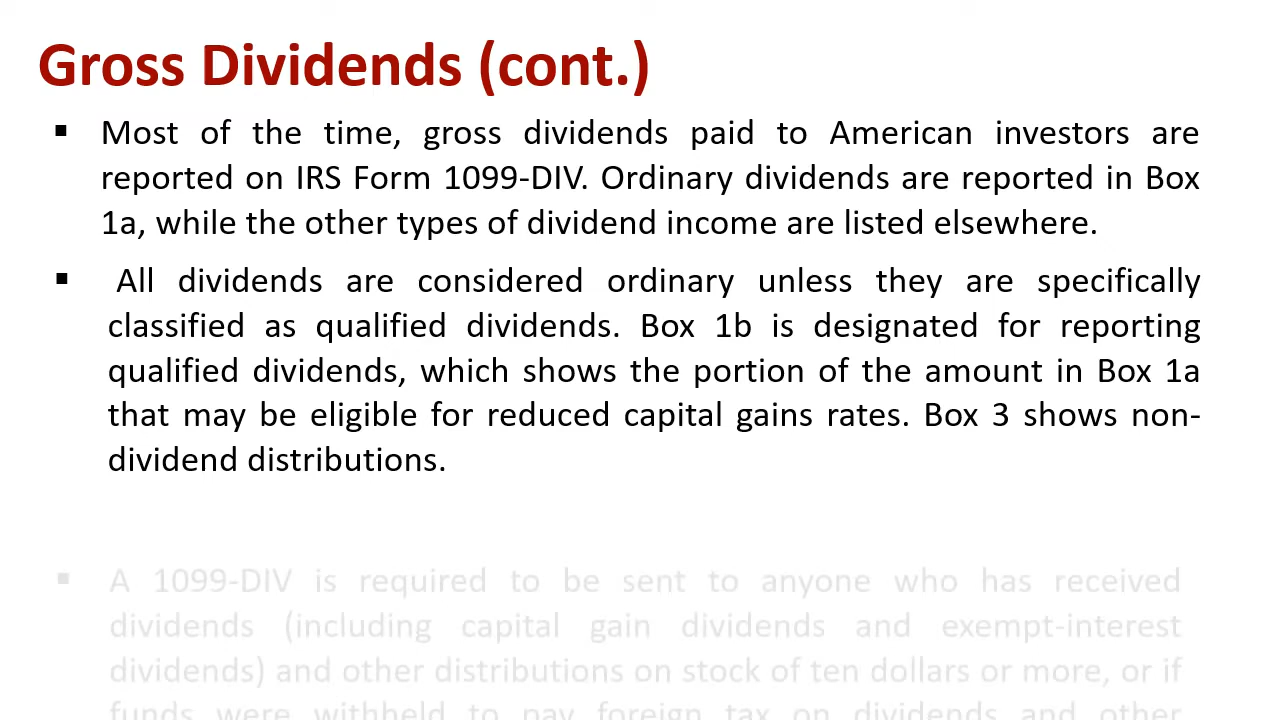 Gross Dividends (cont.)
▪ Most of the time, gross dividends paid to American investors are
reported on IRS Form 1099-DIV. Ordinary dividends are reported in Box
1a, while the other types of dividend income are listed elsewhere.
▪ All dividends are considered ordinary unless they are specifically
classified as qualified dividends. Box 1b is designated for reporting
qualified dividends, which shows the portion of the amount in Box 1a
that may be eligible for reduced capital gains rates. Box 3 shows non-
dividend distributions.
▪ A 1099-DIV is required to be sent to anyone who has received
dividends (including capital gain dividends and exempt-interest
dividends) and other distributions on stock of ten dollars or more, or if
funds were withheld to pay foreign tax on dividends and other